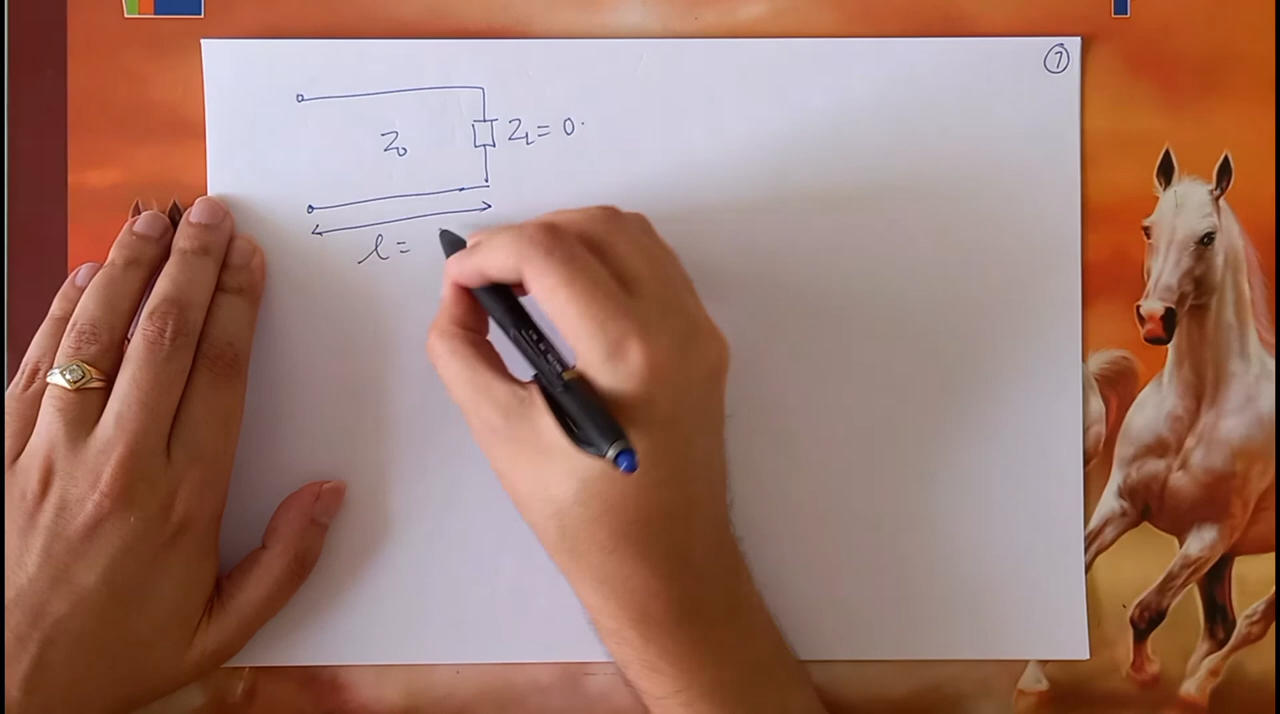 7
Z₀
Z_L = 0.
l =